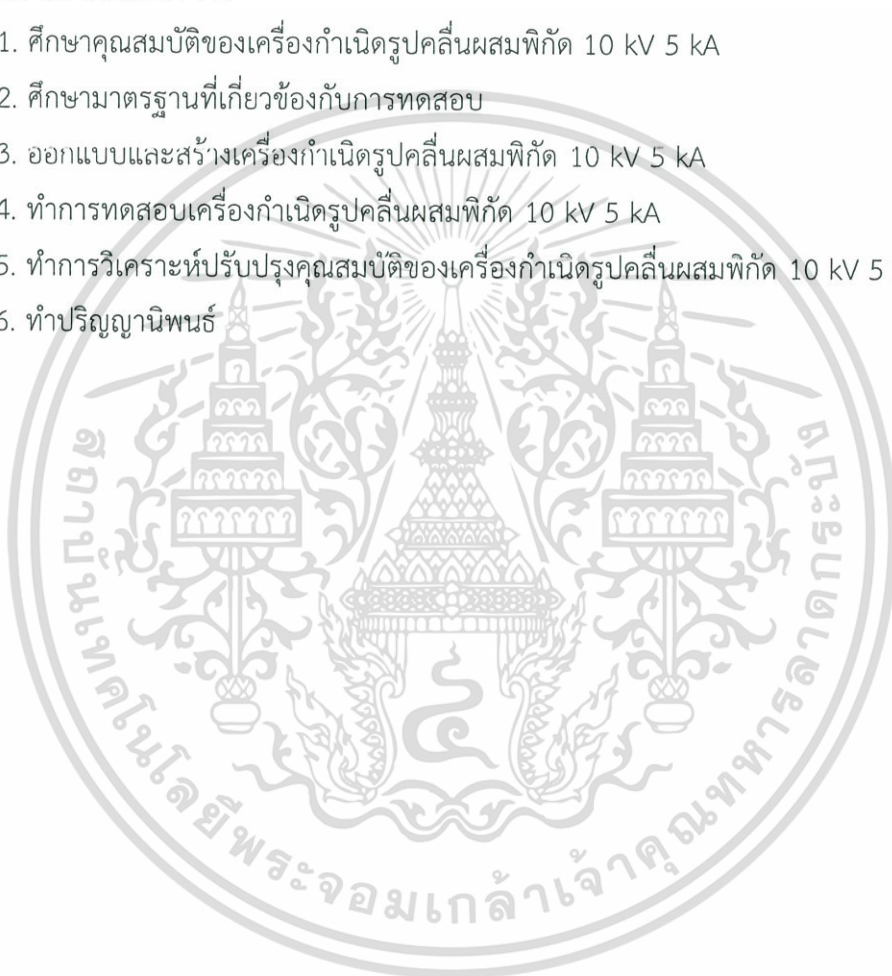 1. ศึกษาคุณสมบัติของเครื่องกำเนิดรูปคลื่นผสมพิกัด 10 kV 5 kA
2. ศึกษามาตรฐานที่เกี่ยวข้องกับการทดสอบ
3. ออกแบบและสร้างเครื่องกำเนิดรูปคลื่นผสมพิกัด 10 kV 5 kA
4. ทำการทดสอบเครื่องกำเนิดรูปคลื่นผสมพิกัด 10 kV 5 kA
5. ทำการวิเคราะห์ปรับปรุงคุณสมบัติของเครื่องกำเนิดรูปคลื่นผสมพิกัด 10 kV 5
6. ทำปริญญานิพนธ์
สถาบันเทคโนโลยีพระจอมเกล้าเจ้าคุณทหารลาดกระบัง